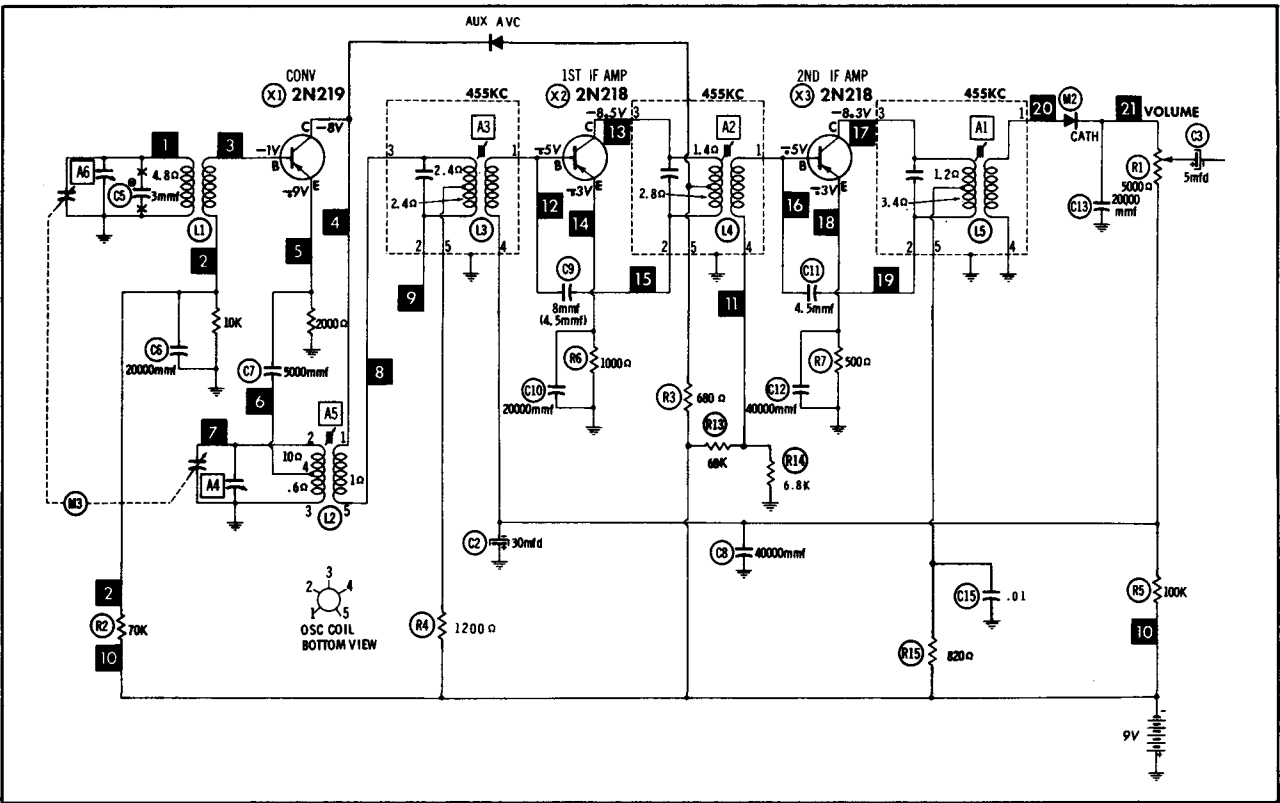 AUX AVC
CONV
X1 2N219
1ST IF AMP
X2 2N218
2ND IF AMP
X3 2N218
455KC
455KC
455KC
C
-8V
-1V
B
E
-.9V
A3
3
1
2.4Ω
2.4Ω
L3
2
5
4
C
-8.5V
.5V
B
E
-.3V
13
3
A2
1
1.4Ω
2.8Ω
L4
2
5
4
C
-8.3V
.5V
B
E
-.3V
17
3
A1
1
1.2Ω
3.4Ω
L5
2
5
4
20
M2
CATH
21
VOLUME
C3
5mfd
R1
5000Ω
C13
20000
mmf
1
3
A6
C5
3mmf
4.8Ω
L1
2
5
4
12
14
16
18
C9
8mmf
(4.5mmf)
15
11
C11
4.5mmf
19
9
10K
2000Ω
C6
20000mmf
C7
5000mmf
8
6
R6
1000Ω
C10
20000mmf
R7
500Ω
C12
40000mmf
R3
680Ω
R13
68K
R14
6.8K
7
A5
2
1
10Ω
4
.6Ω
1Ω
A4
M3
3
L2
5
C2
30mfd
C8
40000mmf
2
R2
70K
10
3
2
4
1
5
OSC COIL
BOTTOM VIEW
R4
1200Ω
C15
.01
R15
820Ω
R5
100K
10
9V
-
+